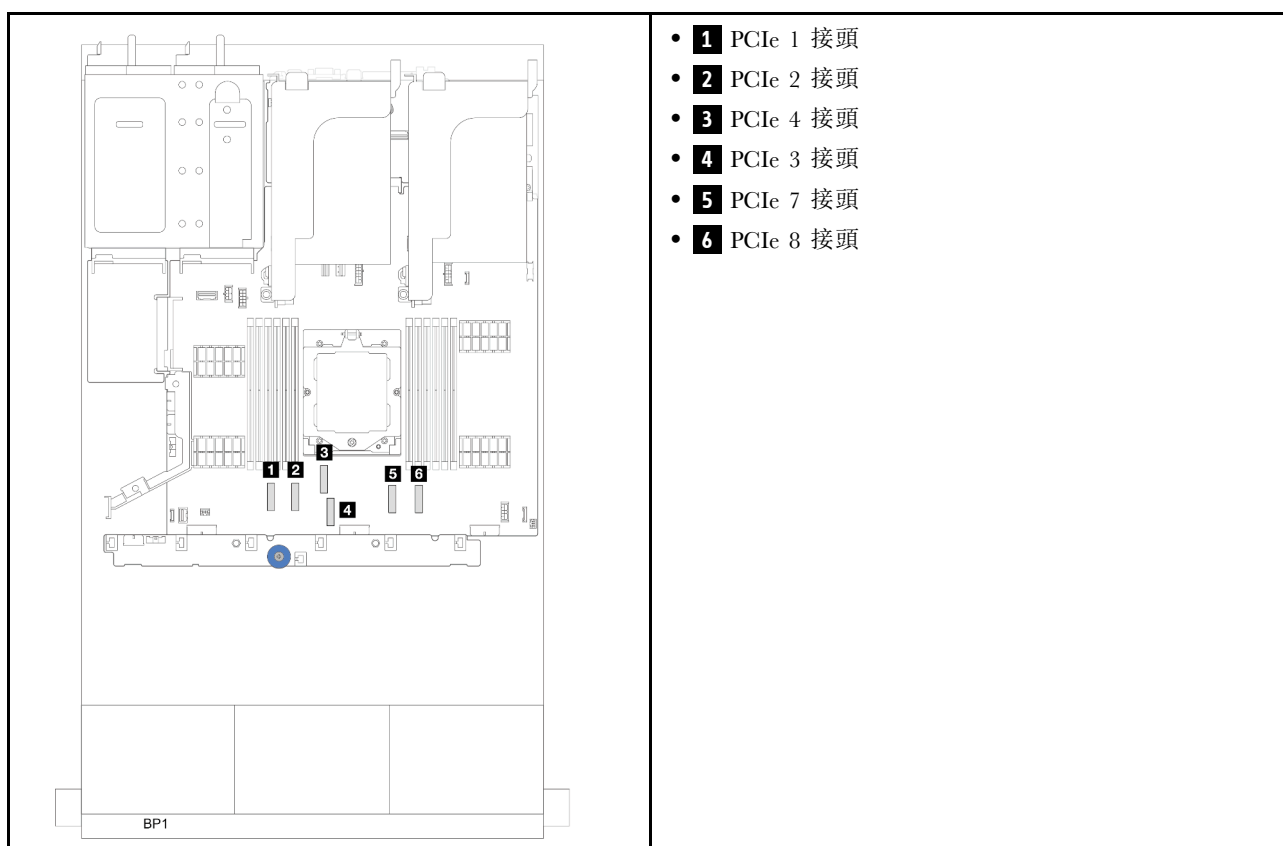 3
1
2
5
6
4
BP1
• 1 PCIe 1 接頭
• 2 PCIe 2 接頭
• 3 PCIe 4 接頭
• 4 PCIe 3 接頭
• 5 PCIe 7 接頭
• 6 PCIe 8 接頭